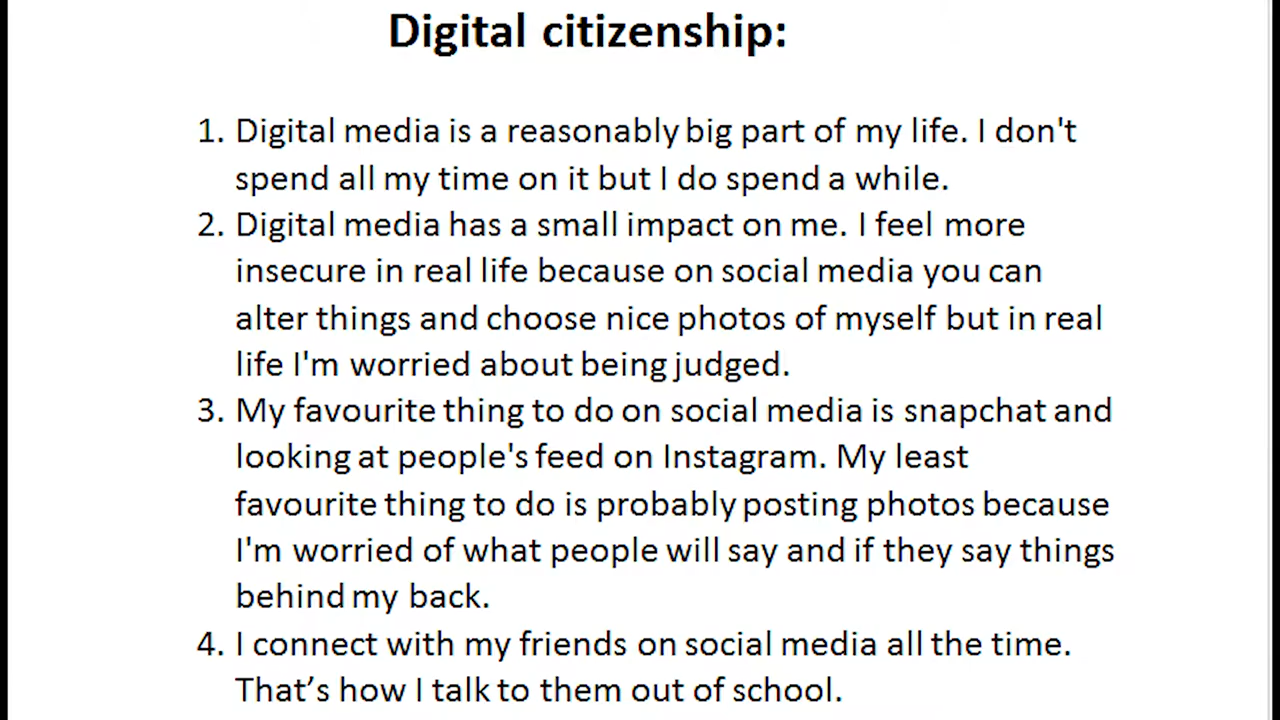 Digital citizenship:
1. Digital media is a reasonably big part of my life. I don't
spend all my time on it but I do spend a while.
2. Digital media has a small impact on me. I feel more
insecure in real life because on social media you can
alter things and choose nice photos of myself but in real
life I'm worried about being judged.
3. My favourite thing to do on social media is snapchat and
looking at people's feed on Instagram. My least
favourite thing to do is probably posting photos because
I'm worried of what people will say and if they say things
behind my back.
4. I connect with my friends on social media all the time.
That’s how I talk to them out of school.